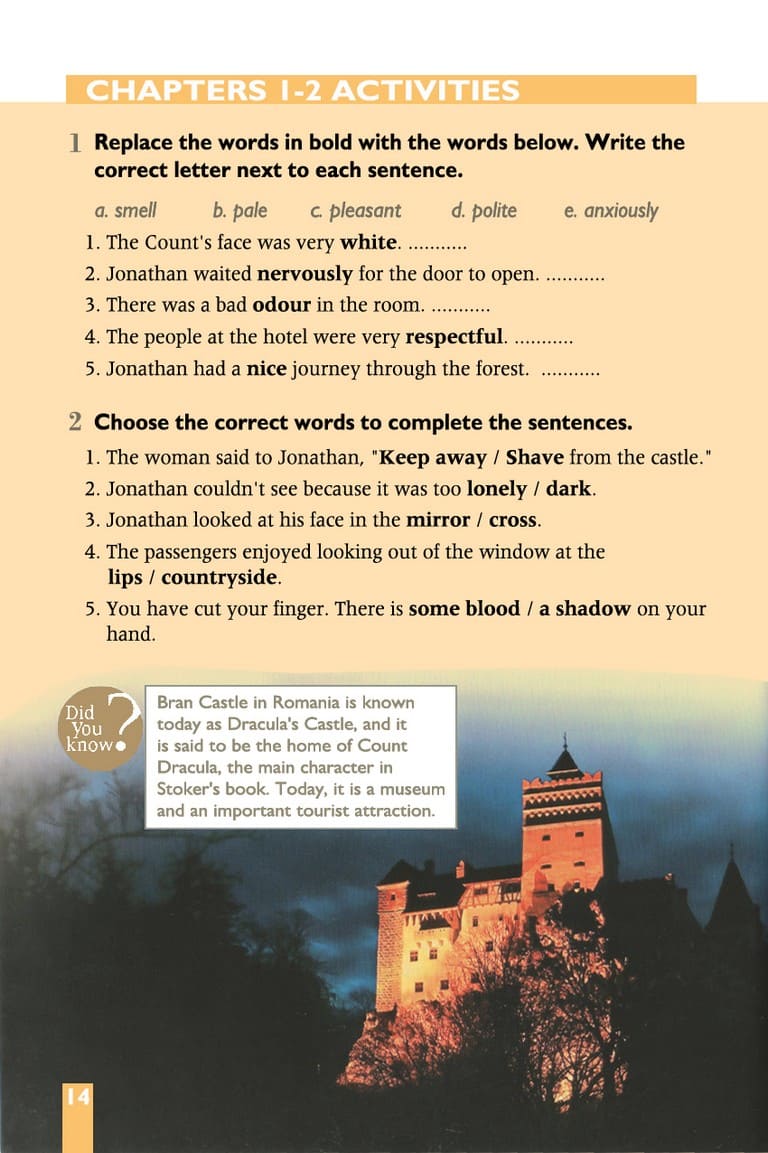 CHAPTERS 1-2 ACTIVITIES
1 Replace the words in bold with the words below. Write the
correct letter next to each sentence.
a. smell b. pale c. pleasant d. polite e. anxiously
1. The Count's face was very white. ...........
2. Jonathan waited nervously for the door to open. ...........
3. There was a bad odour in the room. ...........
4. The people at the hotel were very respectful. ...........
5. Jonathan had a nice journey through the forest. ...........
2 Choose the correct words to complete the sentences.
1. The woman said to Jonathan, "Keep away / Shave from the castle."
2. Jonathan couldn't see because it was too lonely / dark.
3. Jonathan looked at his face in the mirror / cross.
4. The passengers enjoyed looking out of the window at the
lips / countryside.
5. You have cut your finger. There is some blood / a shadow on your
hand.
Did
You
know?
Bran Castle in Romania is known
today as Dracula's Castle, and it
is said to be the home of Count
Dracula, the main character in
Stoker's book. Today, it is a museum
and an important tourist attraction.
14